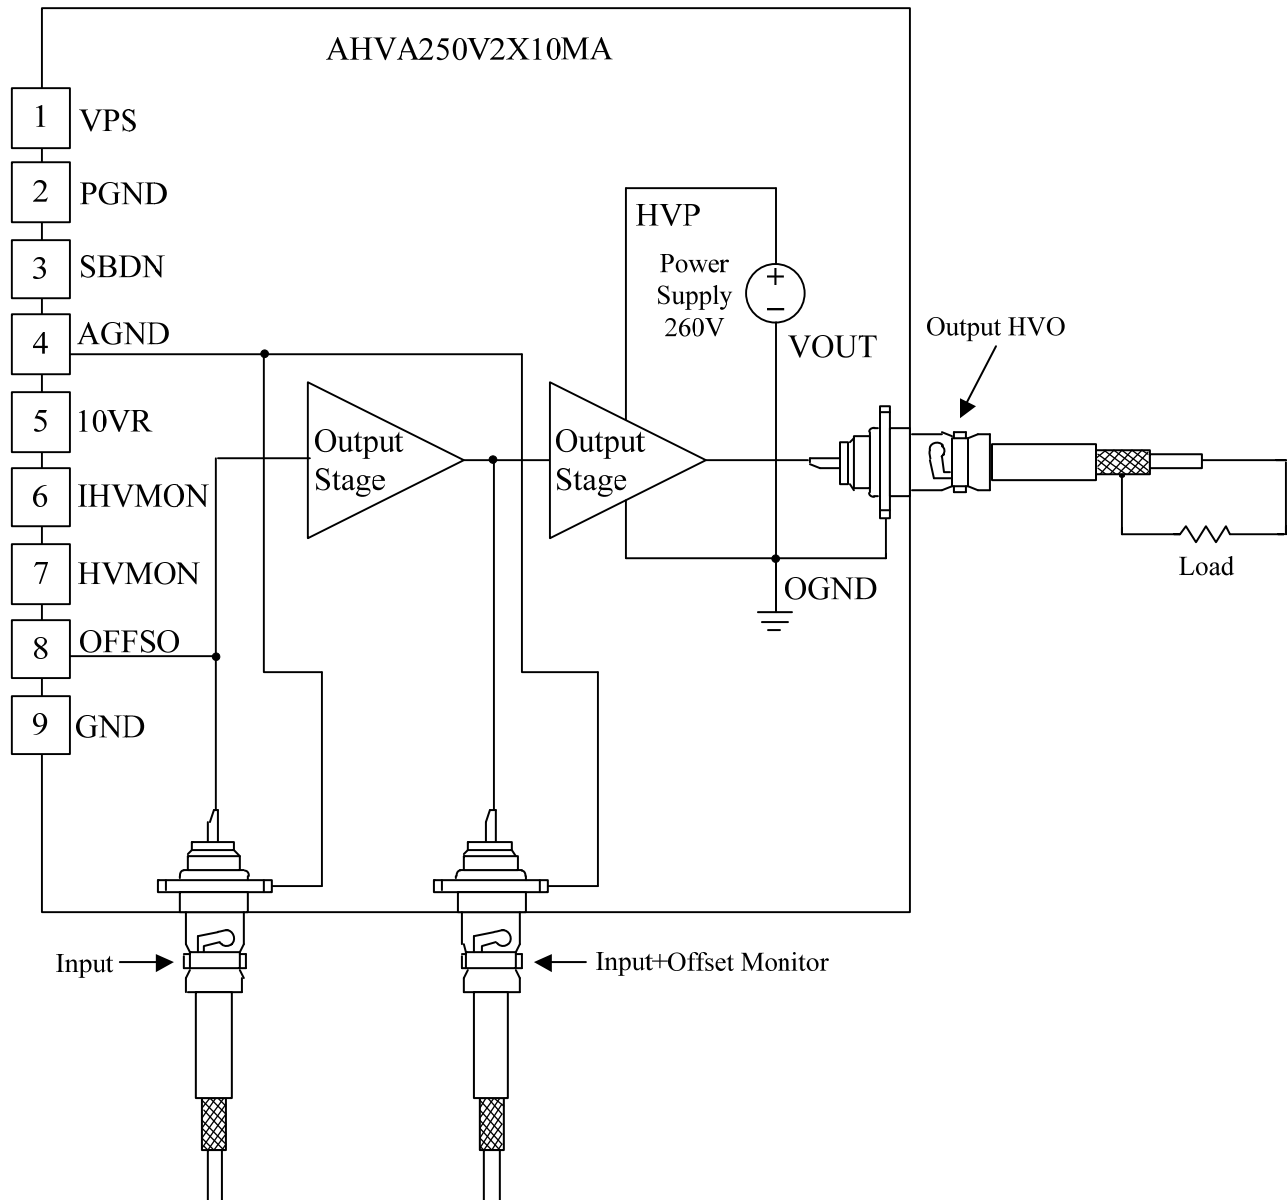 AHVA250V2X10MA
1 VPS
2 PGND
3 SBDN
4 AGND
5 10VR
6 IHVMON
7 HVMON
8 OFFSO
9 GND
HVP
Power
Supply
260V
+
−
VOUT
Output HVO
Output
Stage
Output
Stage
Load
OGND
Input
Input+Offset Monitor